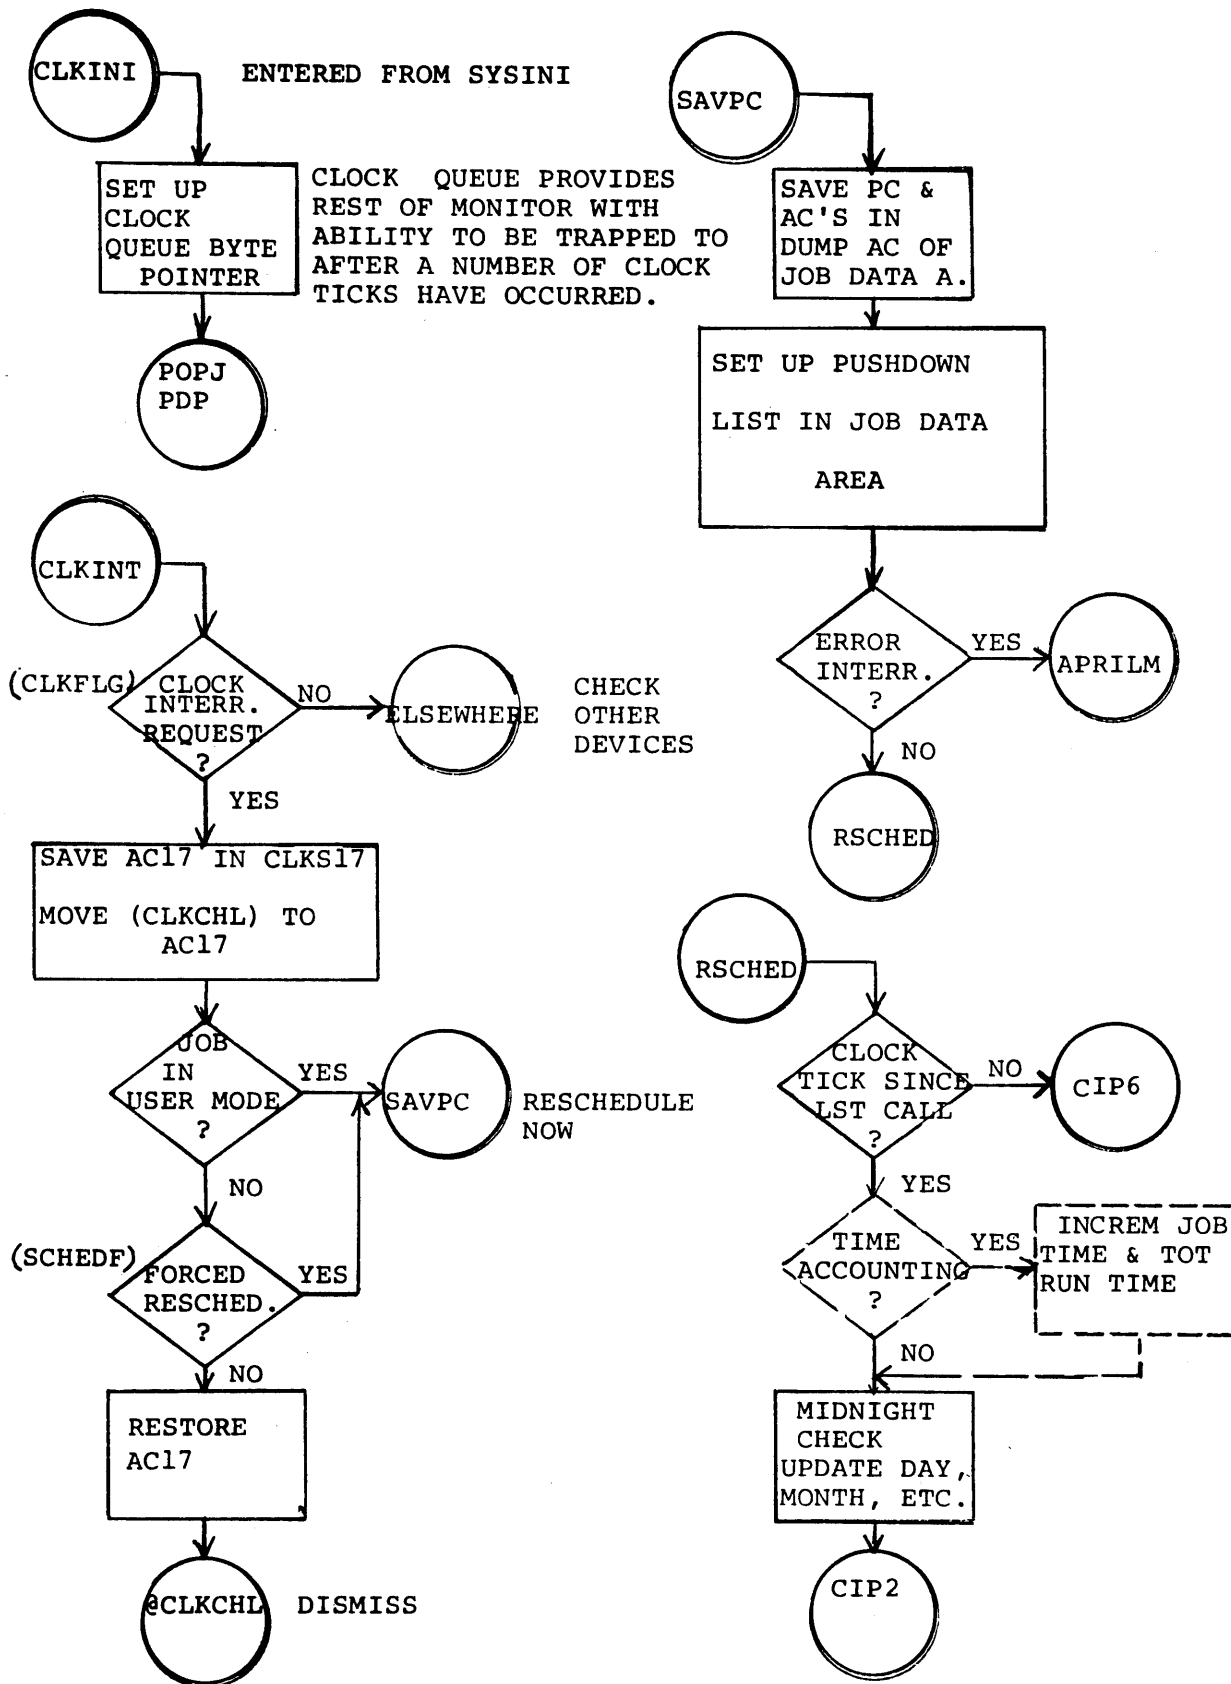 CLKINI
ENTERED FROM SYSINI
SET UP
CLOCK
QUEUE BYTE
POINTER
CLOCK QUEUE PROVIDES
REST OF MONITOR WITH
ABILITY TO BE TRAPPED TO
AFTER A NUMBER OF CLOCK
TICKS HAVE OCCURRED.
POPJ
PDP
CLKINT
(CLKFLG)
CLOCK
INTERR.
REQUEST
?
NO
ELSEWHERE
CHECK
OTHER
DEVICES
YES
SAVE AC17 IN CLKS17
MOVE (CLKCHL) TO
AC17
JOB
IN
USER MODE
?
YES
SAVPC
RESCHEDULE
NOW
NO
(SCHEDF)
FORCED
RESCHED.
?
YES
NO
RESTORE
AC17
@CLKCHL
DISMISS
SAVPC
SAVE PC &
AC'S IN
DUMP AC OF
JOB DATA A.
SET UP PUSHDOWN
LIST IN JOB DATA
AREA
ERROR
INTERR.
?
YES
APRILM
NO
RSCHED
RSCHED
CLOCK
TICK SINCE
LST CALL
?
NO
CIP6
YES
TIME
ACCOUNTING
?
YES
INCREM JOB
TIME & TOT
RUN TIME
NO
MIDNIGHT
CHECK
UPDATE DAY,
MONTH, ETC.
CIP2